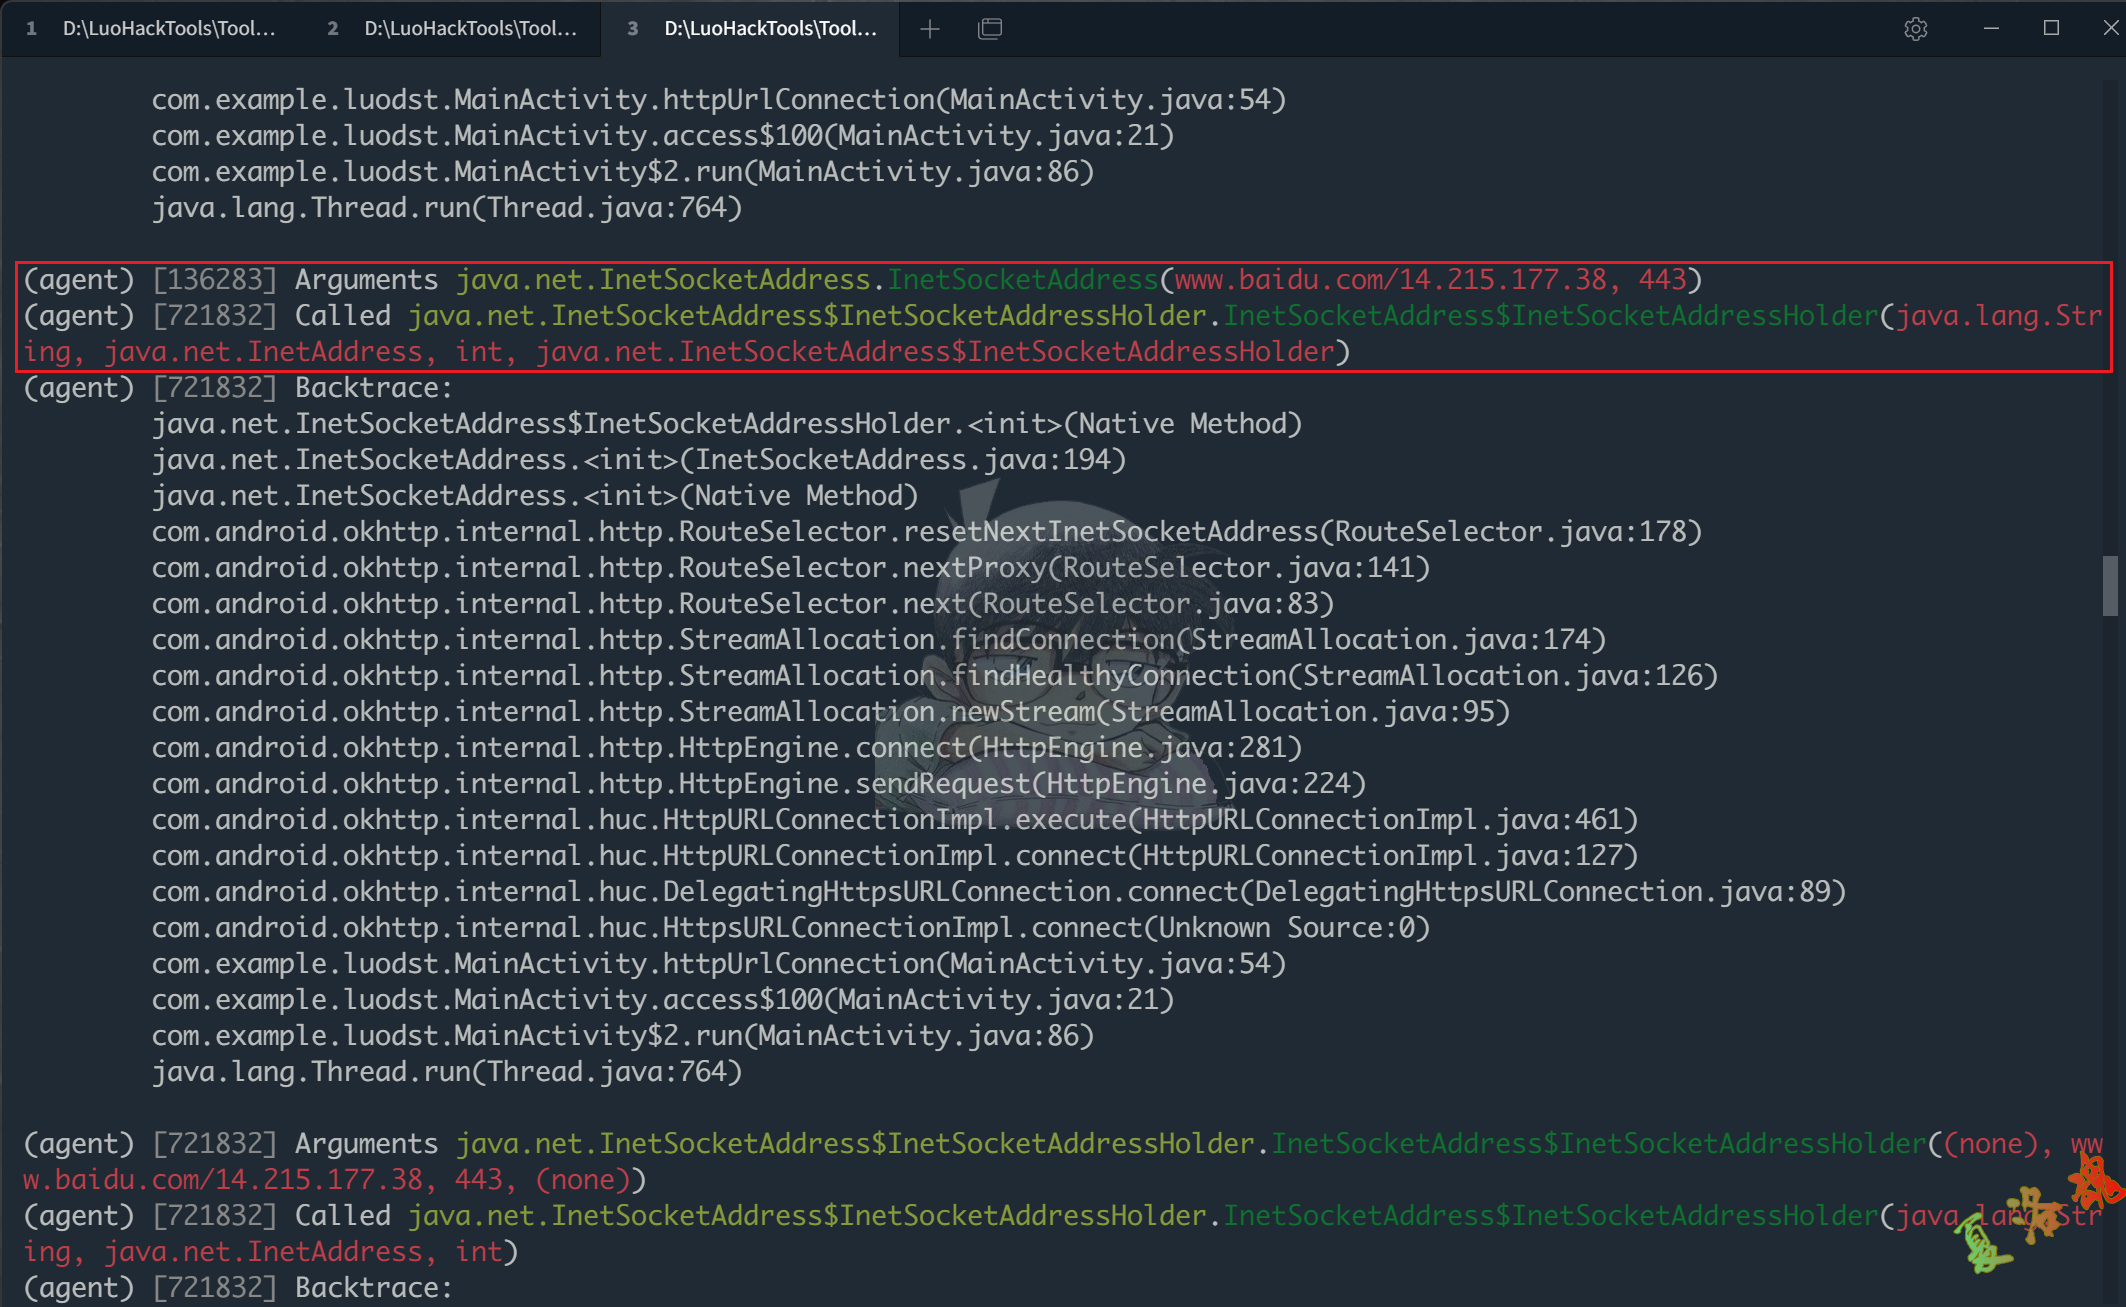 1 D:\LuoHackTools\Tool... 2 D:\LuoHackTools\Tool... 3 D:\LuoHackTools\Tool...
com.example.luodst.MainActivity.httpUrlConnection(MainActivity.java:54)
com.example.luodst.MainActivity.access$100(MainActivity.java:21)
com.example.luodst.MainActivity$2.run(MainActivity.java:86)
java.lang.Thread.run(Thread.java:764)
(agent) [136283] Arguments java.net.InetSocketAddress.InetSocketAddress(www.baidu.com/14.215.177.38, 443)
(agent) [721832] Called java.net.InetSocketAddress$InetSocketAddressHolder.InetSocketAddress$InetSocketAddressHolder(java.lang.Str
ing, java.net.InetAddress, int, java.net.InetSocketAddress$InetSocketAddressHolder)
(agent) [721832] Backtrace:
java.net.InetSocketAddress$InetSocketAddressHolder.<init>(Native Method)
java.net.InetSocketAddress.<init>(InetSocketAddress.java:194)
java.net.InetSocketAddress.<init>(Native Method)
com.android.okhttp.internal.http.RouteSelector.resetNextInetSocketAddress(RouteSelector.java:178)
com.android.okhttp.internal.http.RouteSelector.nextProxy(RouteSelector.java:141)
com.android.okhttp.internal.http.RouteSelector.next(RouteSelector.java:83)
com.android.okhttp.internal.http.StreamAllocation.findConnection(StreamAllocation.java:174)
com.android.okhttp.internal.http.StreamAllocation.findHealthyConnection(StreamAllocation.java:126)
com.android.okhttp.internal.http.StreamAllocation.newStream(StreamAllocation.java:95)
com.android.okhttp.internal.http.HttpEngine.connect(HttpEngine.java:281)
com.android.okhttp.internal.http.HttpEngine.sendRequest(HttpEngine.java:224)
com.android.okhttp.internal.huc.HttpURLConnectionImpl.execute(HttpURLConnectionImpl.java:461)
com.android.okhttp.internal.huc.HttpURLConnectionImpl.connect(HttpURLConnectionImpl.java:127)
com.android.okhttp.internal.huc.DelegatingHttpsURLConnection.connect(DelegatingHttpsURLConnection.java:89)
com.android.okhttp.internal.huc.HttpsURLConnectionImpl.connect(Unknown Source:0)
com.example.luodst.MainActivity.httpUrlConnection(MainActivity.java:54)
com.example.luodst.MainActivity.access$100(MainActivity.java:21)
com.example.luodst.MainActivity$2.run(MainActivity.java:86)
java.lang.Thread.run(Thread.java:764)
(agent) [721832] Arguments java.net.InetSocketAddress$InetSocketAddressHolder.InetSocketAddress$InetSocketAddressHolder((none), ww
w.baidu.com/14.215.177.38, 443, (none))
(agent) [721832] Called java.net.InetSocketAddress$InetSocketAddressHolder.InetSocketAddress$InetSocketAddressHolder(java.lang.Str
ing, java.net.InetAddress, int)
(agent) [721832] Backtrace: